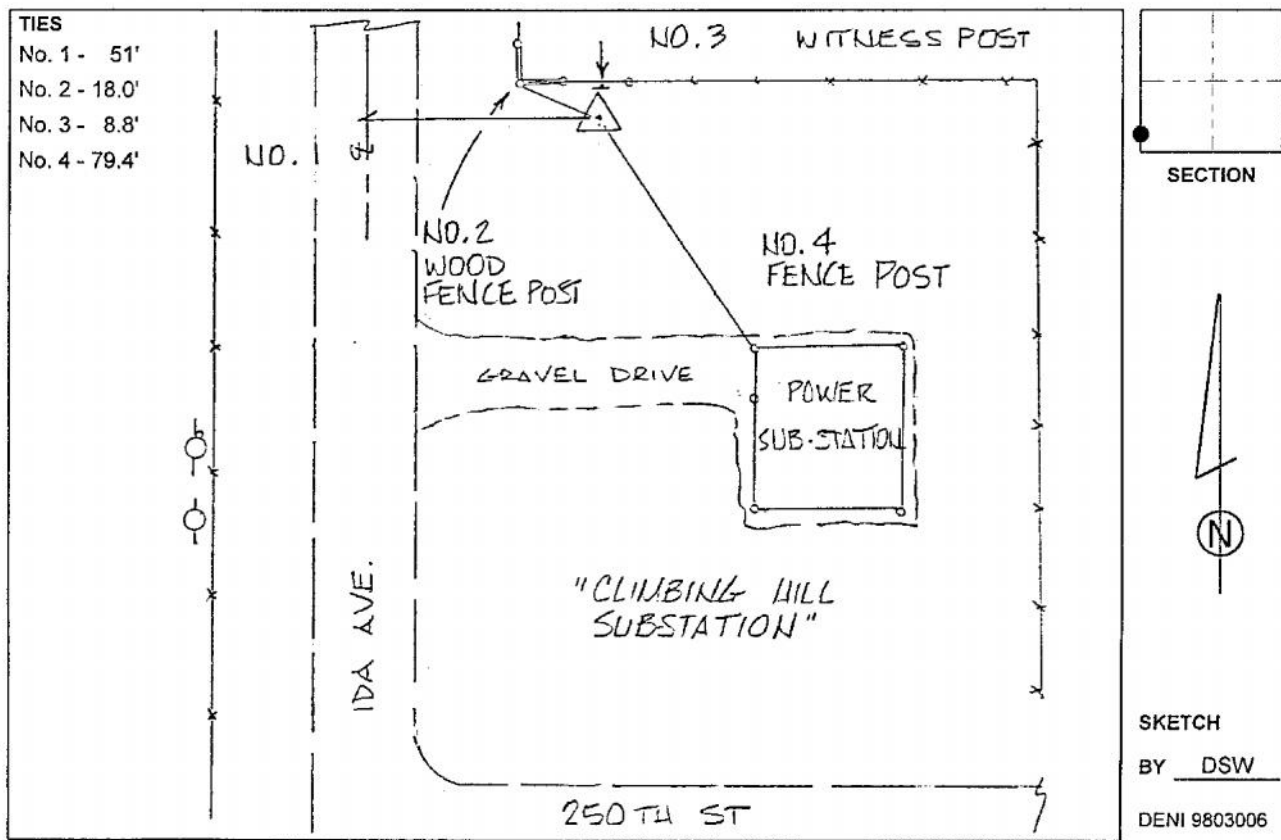 TIES
No. 1 - 51'
No. 2 - 18.0'
No. 3 - 8.8'
No. 4 - 79.4'
NO. 3 WITNESS POST
NO.
℄
NO. 2
WOOD
FENCE POST
NO. 4
FENCE POST
GRAVEL DRIVE
POWER
SUB-STATION
IDA AVE.
"CLIMBING HILL
SUBSTATION"
250TH ST
SECTION
N
SKETCH
BY DSW
DENI 9803006